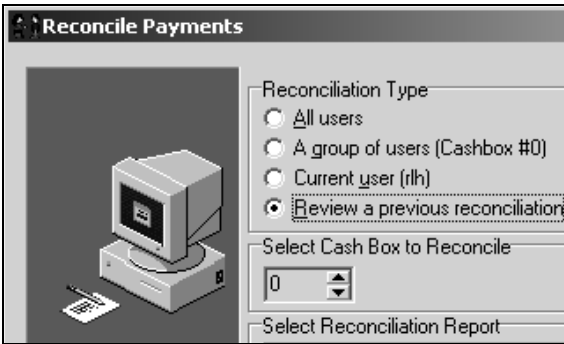 Reconcile Payments
Reconciliation Type
All users
A group of users (Cashbox #0)
Current user (rlh)
Review a previous reconciliation
Select Cash Box to Reconcile
0
Select Reconciliation Report